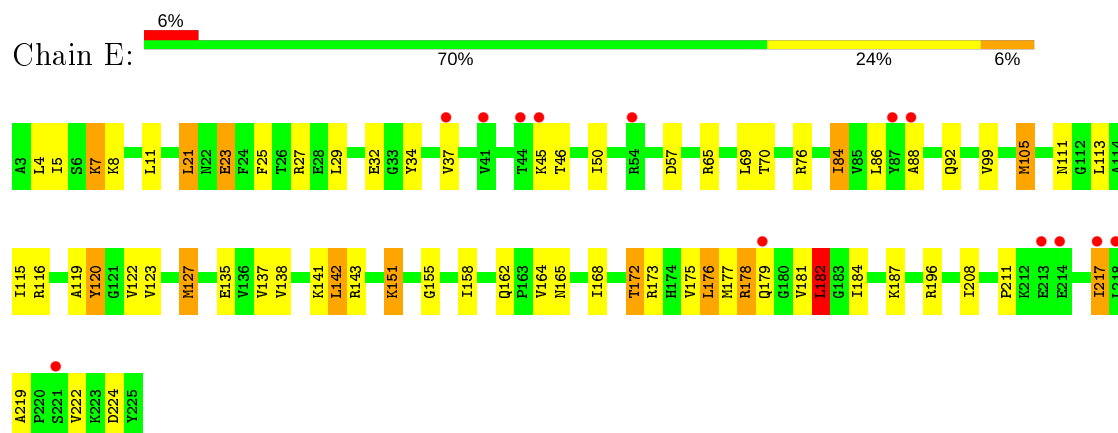 6%
Chain E:
70% 24% 6%
A3 L4 I5 S6 K7 K8 L11 L21 N22 E23 F24 F25 T26 R27 E28 L29 E32 G33 Y34 V37 V41 T44 K45 T46 I50 R54 D57 R65 L69 T70 R76 I84 V85 L86 Y87 A88 Q92 V99 M105 N111 G112 L113 A114
I115 R116 A119 Y120 G121 V122 V123 M127 E135 V136 V137 V138 K141 L142 R143 K151 G155 I158 Q162 P163 V164 N165 I168 T172 R173 H174 V175 L176 M177 R178 Q179 G180 V181 L182 G183 I184 K187 R196 I208 P211 K212 E213 E214 I217 I218
A219 P220 S221 V222 K223 D224 Y225